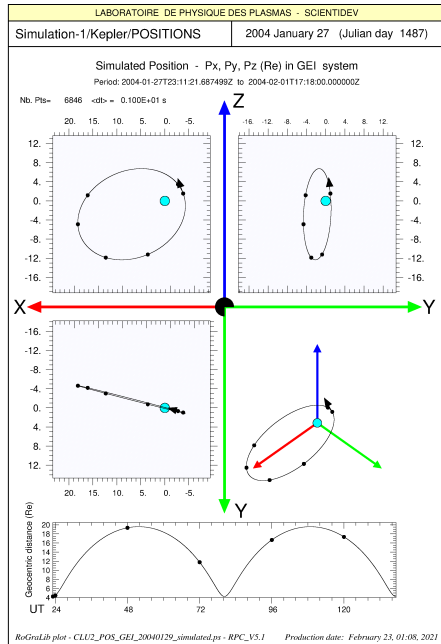 LABORATOIRE DE PHYSIQUE DES PLASMAS - SCIENTIDEV
Simulation-1/Kepler/POSITIONS
2004 January 27 (Julian day 1487)
Simulated Position - Px, Py, Pz (Re) in GEI system
Period: 2004-01-27T23:11:21.687499Z to 2004-02-01T17:18:00.000000Z
Nb. Pts= 6846 <dt> = 0.100E+01 s
Z
20. 15. 10. 5. 0. -5.
-16. -12. -8. -4. 0. 4. 8. 12.
12. 12.
8. 8.
4. 4.
0. 0.
-4. -4.
-8. -8.
-12. -12.
-16. -16.
X
Y
-16.
-12.
-8.
-4.
0.
4.
8.
12.
20. 15. 10. 5. 0. -5.
Y
Geocentric distance (Re)
20
18
16
14
12
10
8
6
4
UT 24 48 72 96 120
RoGraLib plot - CLU2_POS_GEI_20040129_simulated.ps - RPC_V5.1 Production date: February 23, 01:08, 2021